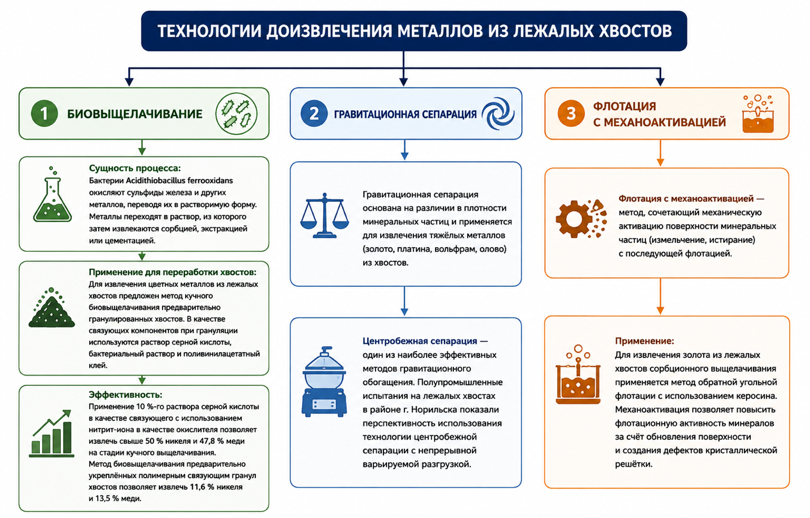 ТЕХНОЛОГИИ ДОИЗВЛЕЧЕНИЯ МЕТАЛЛОВ ИЗ ЛЕЖАЛЫХ ХВОСТОВ
1
БИОВЫЩЕЛАЧИВАНИЕ
Сущность процесса:
Бактерии Acidithiobacillus ferrooxidans
окисляют сульфиды железа и других
металлов, переводя их в растворимую форму.
Металлы переходят в раствор, из которого
затем извлекаются сорбцией, экстракцией
или цементацией.
Применение для переработки хвостов:
Для извлечения цветных металлов из лежалых
хвостов предложен метод кучного
биовыщелачивания предварительно
гранулированных хвостов. В качестве
связующих компонентов при грануляции
используются раствор серной кислоты,
бактериальный раствор и поливинилацетатный
клей.
Эффективность:
Применение 10 %-го раствора серной кислоты
в качестве связующего с использованием
нитрит-иона в качестве окислителя позволяет
извлечь свыше 50 % никеля и 47,8 % меди
на стадии кучного выщелачивания.
Метод биовыщелачивания предварительно
укреплённых полимерным связующим гранул
хвостов позволяет извлечь 11,6 % никеля
и 13,5 % меди.
2
ГРАВИТАЦИОННАЯ СЕПАРАЦИЯ
Гравитационная сепарация
основана на различии в плотности
минеральных частиц и применяется
для извлечения тяжёлых металлов
(золото, платина, вольфрам, олово)
из хвостов.
Центробежная сепарация —
один из наиболее эффективных
методов гравитационного
обогащения. Полупромышленные
испытания на лежалых хвостах
в районе г. Норильска показали
перспективность использования
технологии центробежной
сепарации с непрерывной
варьируемой разгрузкой.
3
ФЛОТАЦИЯ
С МЕХАНОАКТИВАЦИЕЙ
Флотация с механоактивацией —
метод, сочетающий механическую
активацию поверхности минеральных
частиц (измельчение, истирание)
с последующей флотацией.
Применение:
Для извлечения золота из лежалых
хвостов сорбционного выщелачивания
применяется метод обратной угольной
флотации с использованием керосина.
Механоактивация позволяет повысить
флотационную активность минералов
за счёт обновления поверхности
и создания дефектов кристаллической
решётки.